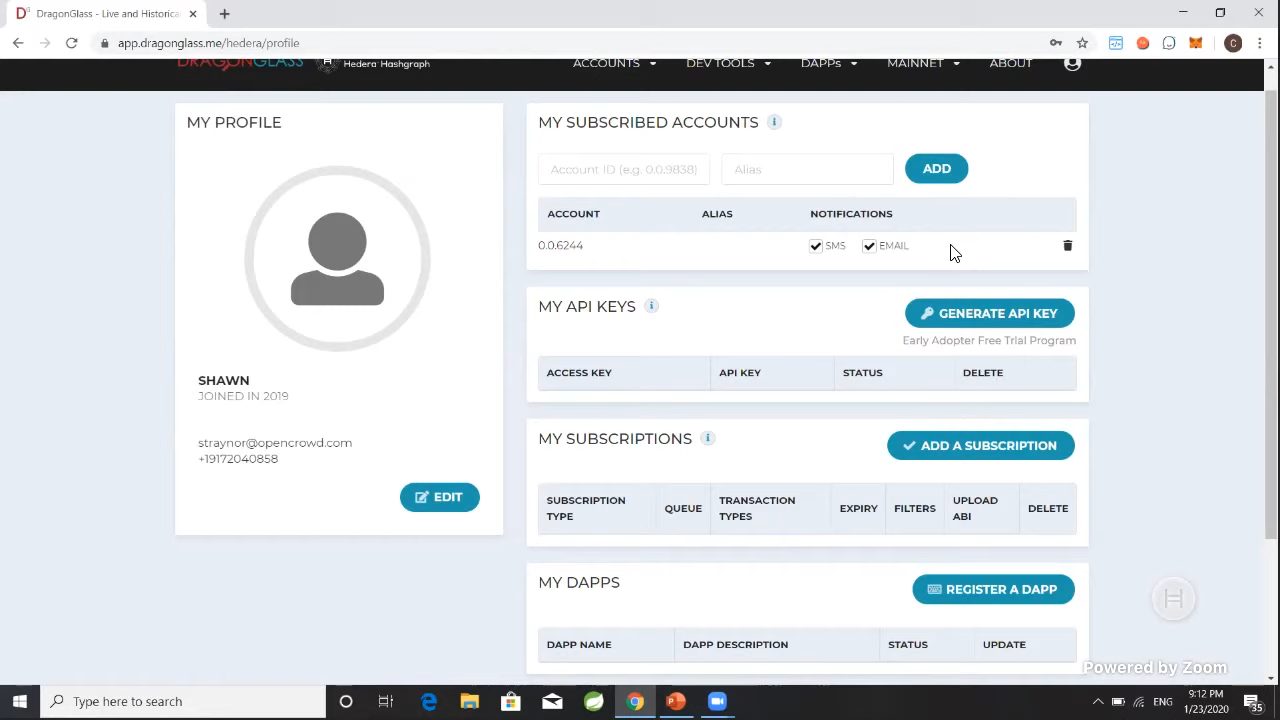 DragonGlass - Live and Historica
app.dragonglass.me/hedera/profile
C
DRAGONGLASS
Hedera Hashgraph
ACCOUNTS
DEV TOOLS
DAPPs
MAINNET
ABOUT
MY PROFILE
SHAWN
JOINED IN 2019
straynor@opencrowd.com
+19172040858
EDIT
MY SUBSCRIBED ACCOUNTS
Account ID (e.g. 0.0.9838)
Alias
ADD
ACCOUNT
ALIAS
NOTIFICATIONS
0.0.6244
SMS
EMAIL
MY API KEYS
GENERATE API KEY
Early Adopter Free Trial Program
ACCESS KEY
API KEY
STATUS
DELETE
MY SUBSCRIPTIONS
ADD A SUBSCRIPTION
SUBSCRIPTION
TYPE
QUEUE
TRANSACTION
TYPES
EXPIRY
FILTERS
UPLOAD
ABI
DELETE
MY DAPPS
REGISTER A DAPP
DAPP NAME
DAPP DESCRIPTION
STATUS
UPDATE
Powered by Zoom
Type here to search
ENG
9:12 PM
1/23/2020
35